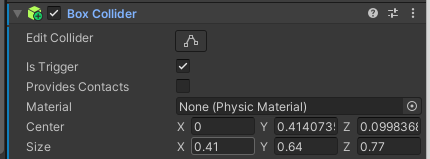 Box Collider
Edit Collider
Is Trigger
Provides Contacts
Material None (Physic Material)
Center X 0 Y 0.414073 Z 0.0998368
Size X 0.41 Y 0.64 Z 0.77